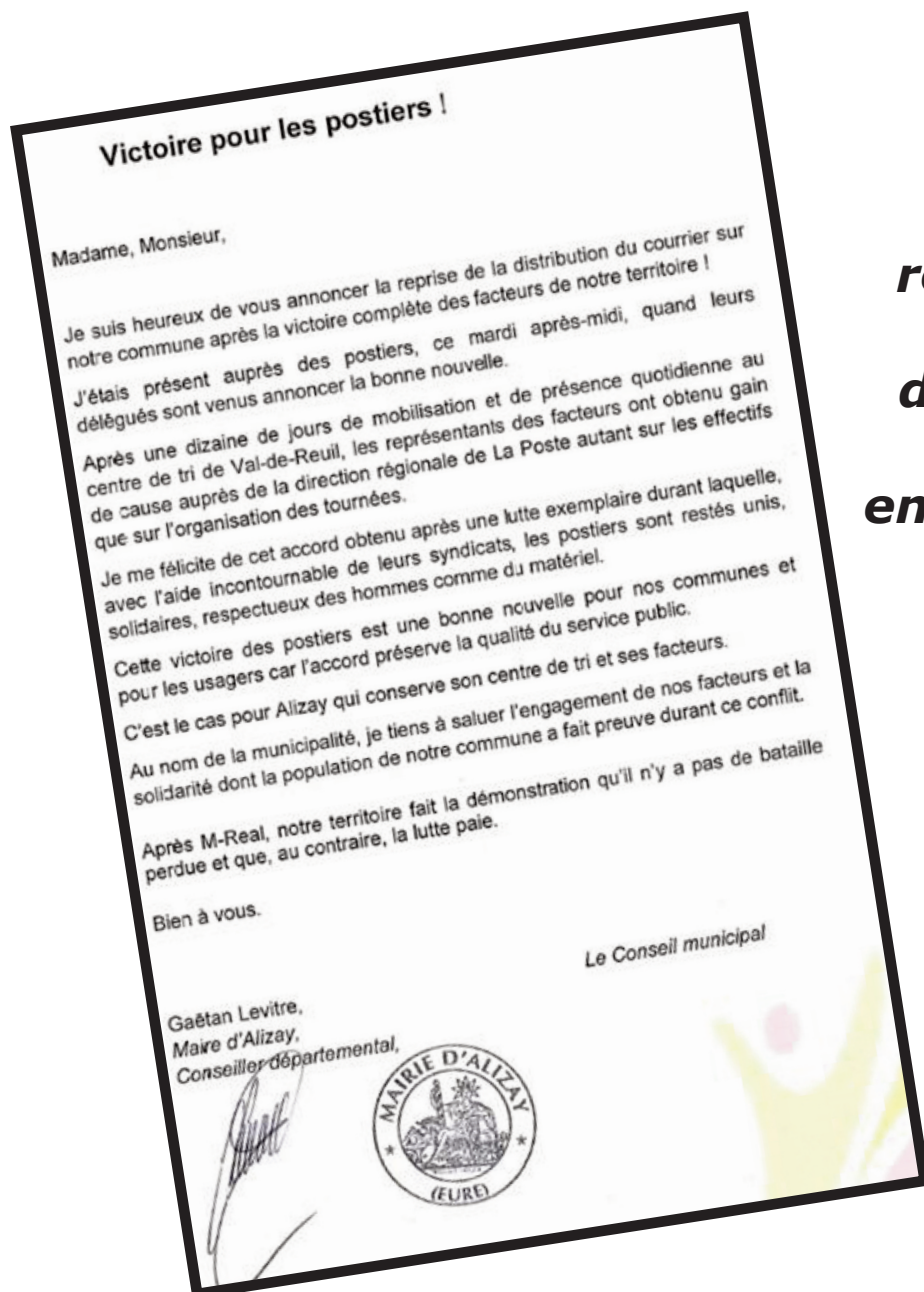 Victoire pour les postiers !
Madame, Monsieur,
Je suis heureux de vous annoncer la reprise de la distribution du courrier sur
notre commune après la victoire complète des facteurs de notre territoire !
J'étais présent auprès des postiers, ce mardi après-midi, quand leurs
délégués sont venus annoncer la bonne nouvelle.
Après une dizaine de jours de mobilisation et de présence quotidienne au
centre de tri de Val-de-Reuil, les représentants des facteurs ont obtenu gain
de cause auprès de la direction régionale de La Poste autant sur les effectifs
que sur l'organisation des tournées.
Je me félicite de cet accord obtenu après une lutte exemplaire durant laquelle,
avec l'aide incontournable de leurs syndicats, les postiers sont restés unis,
solidaires, respectueux des hommes comme du matériel.
Cette victoire des postiers est une bonne nouvelle pour nos communes et
pour les usagers car l'accord préserve la qualité du service public.
C'est le cas pour Alizay qui conserve son centre de tri et ses facteurs.
Au nom de la municipalité, je tiens à saluer l'engagement de nos facteurs et la
solidarité dont la population de notre commune a fait preuve durant ce conflit.
Après M-Real, notre territoire fait la démonstration qu'il n'y a pas de bataille
perdue et que, au contraire, la lutte paie.
Bien à vous.
Le Conseil municipal
Gaëtan Levitre,
Maire d'Alizay,
Conseiller départemental,
MAIRIE D'ALIZAY
(EURE)
en